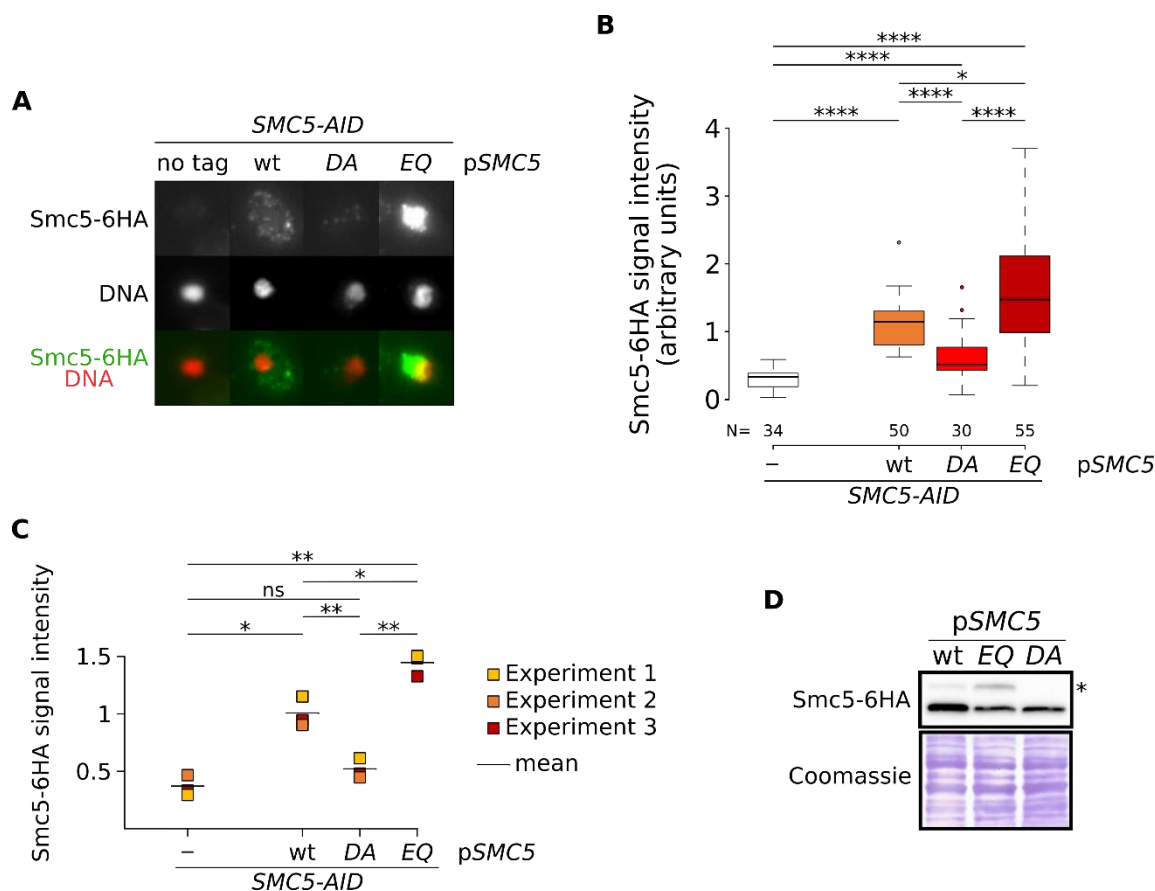 A
SMC5-AID
no tag wt DA EQ pSMC5
Smc5-6HA
DNA
Smc5-6HA
DNA
B
****
****
*
****
**** ****
Smc5-6HA signal intensity
(arbitrary units)
4
3
2
1
0
N= 34 50 30 55
– wt DA EQ pSMC5
SMC5-AID
C
**
*
ns
**
* **
Smc5-6HA signal intensity
1.5
1
0.5
Experiment 1
Experiment 2
Experiment 3
mean
– wt DA EQ pSMC5
SMC5-AID
D
pSMC5
wt EQ DA
Smc5-6HA *
Coomassie